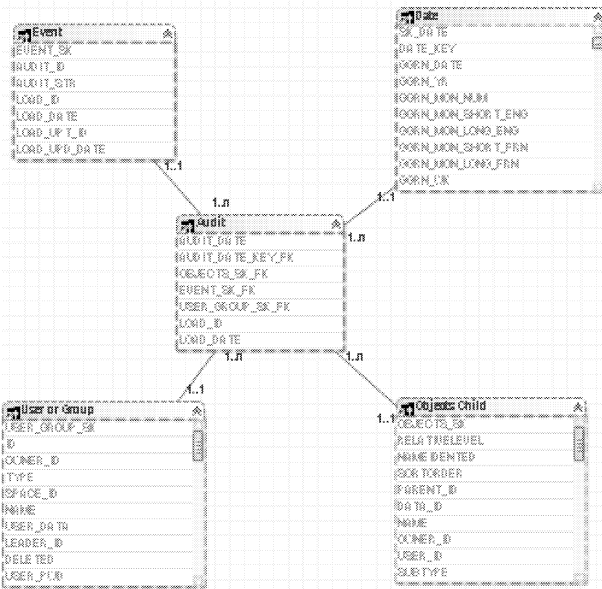 Event
EVENT_SK
AUDIT_ID
AUDIT_STR
LOAD_ID
LOAD_DATE
LOAD_UPT_ID
LOAD_UPD_DATE
1..1
Date
SK_DATE
DATE_KEY
GORN_DATE
GORN_YR
GORN_MON_NUM
GORN_MON_SHORT_ENG
GORN_MON_LONG_ENG
GORN_MON_SHORT_FRN
GORN_MON_LONG_FRN
1..1
1..n
1..n
Audit
AUDIT_DATE
AUDIT_DATE_KEY_FK
OBJECTS_SK_FK
EVENT_SK_FK
USER_GROUP_SK_FK
LOAD_ID
LOAD_DATE
1..n
1..n
1..1
1..1
User or Group
USER_GROUP_SK
ID
OWNER_ID
TYPE
SPACE_ID
NAME
USER_DATA
LEADER_ID
DELETED
Objects Child
OBJECTS_SK
RELATIVELEVEL
NAMEIDENTED
SORTORDER
PARENT_ID
DATA_ID
NAME
OWNER_ID
USER_ID
SUBTYPE